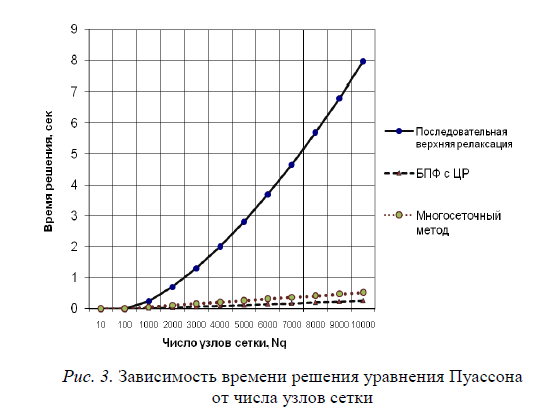 9
8
7
6
5
4
3
2
1
0
Время решения, сек
10 100 1000 2000 3000 4000 5000 6000 7000 8000 9000 10000
Число узлов сетки, Nq
Последовательная
верхняя релаксация
БПФ с ЦР
Многосеточный
метод
Рис. 3. Зависимость времени решения уравнения Пуассона
от числа узлов сетки